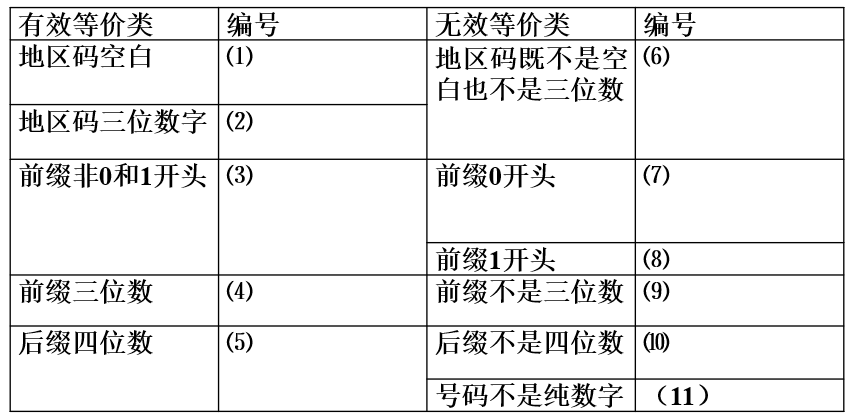 有效等价类 编号 无效等价类 编号
地区码空白 (1) 地区码既不是空 (6)
白也不是三位数
地区码三位数字 (2)
前缀非0和1开头 (3) 前缀0开头 (7)
前缀1开头 (8)
前缀三位数 (4) 前缀不是三位数 (9)
后缀四位数 (5) 后缀不是四位数 (10)
号码不是纯数字 （11）